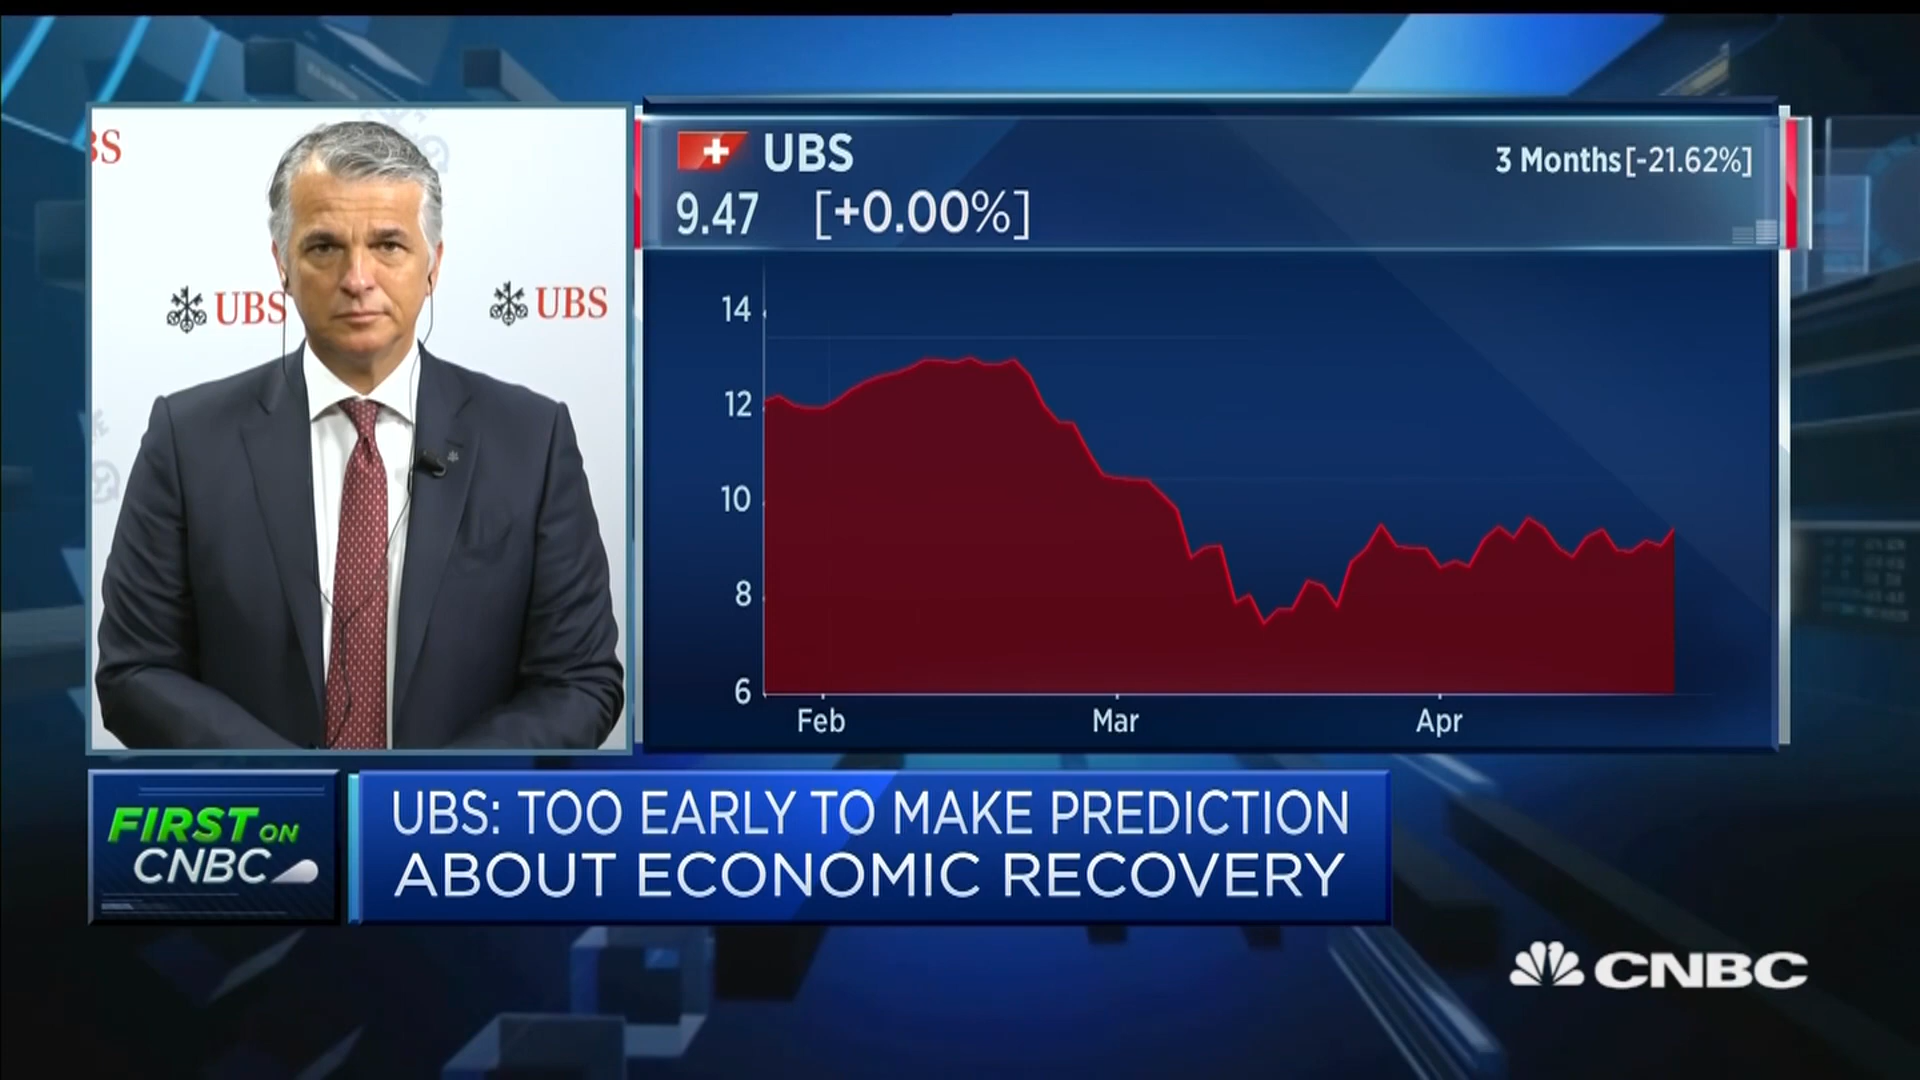 BS
UBS
UBS
UBS
3 Months[-21.62%]
9.47 [+0.00%]
14
12
10
8
6
Feb Mar Apr
FIRST ON
CNBC
UBS: TOO EARLY TO MAKE PREDICTION
ABOUT ECONOMIC RECOVERY
CNBC